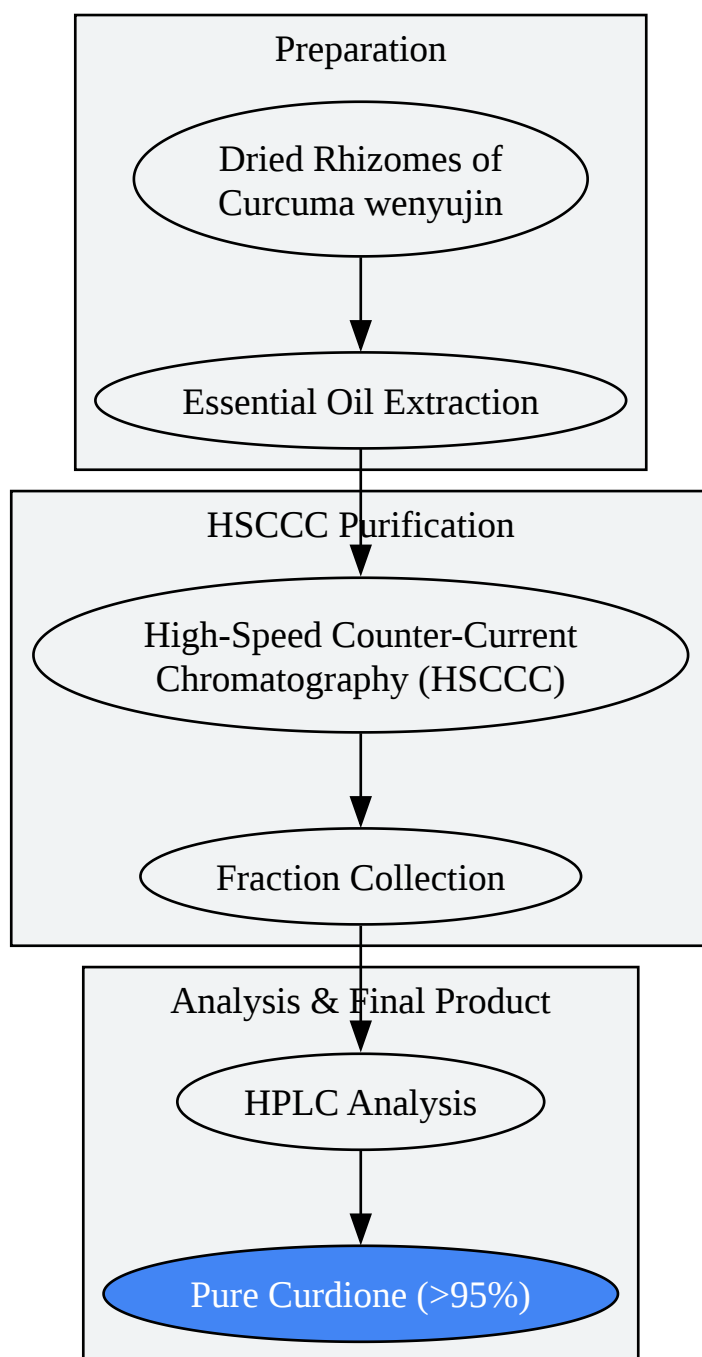 Preparation
Dried Rhizomes of
Curcuma wenyujin
Essential Oil Extraction
HSCCC Purification
High-Speed Counter-Current
Chromatography (HSCCC)
Fraction Collection
Analysis & Final Product
HPLC Analysis
Pure Curdione (>95%)